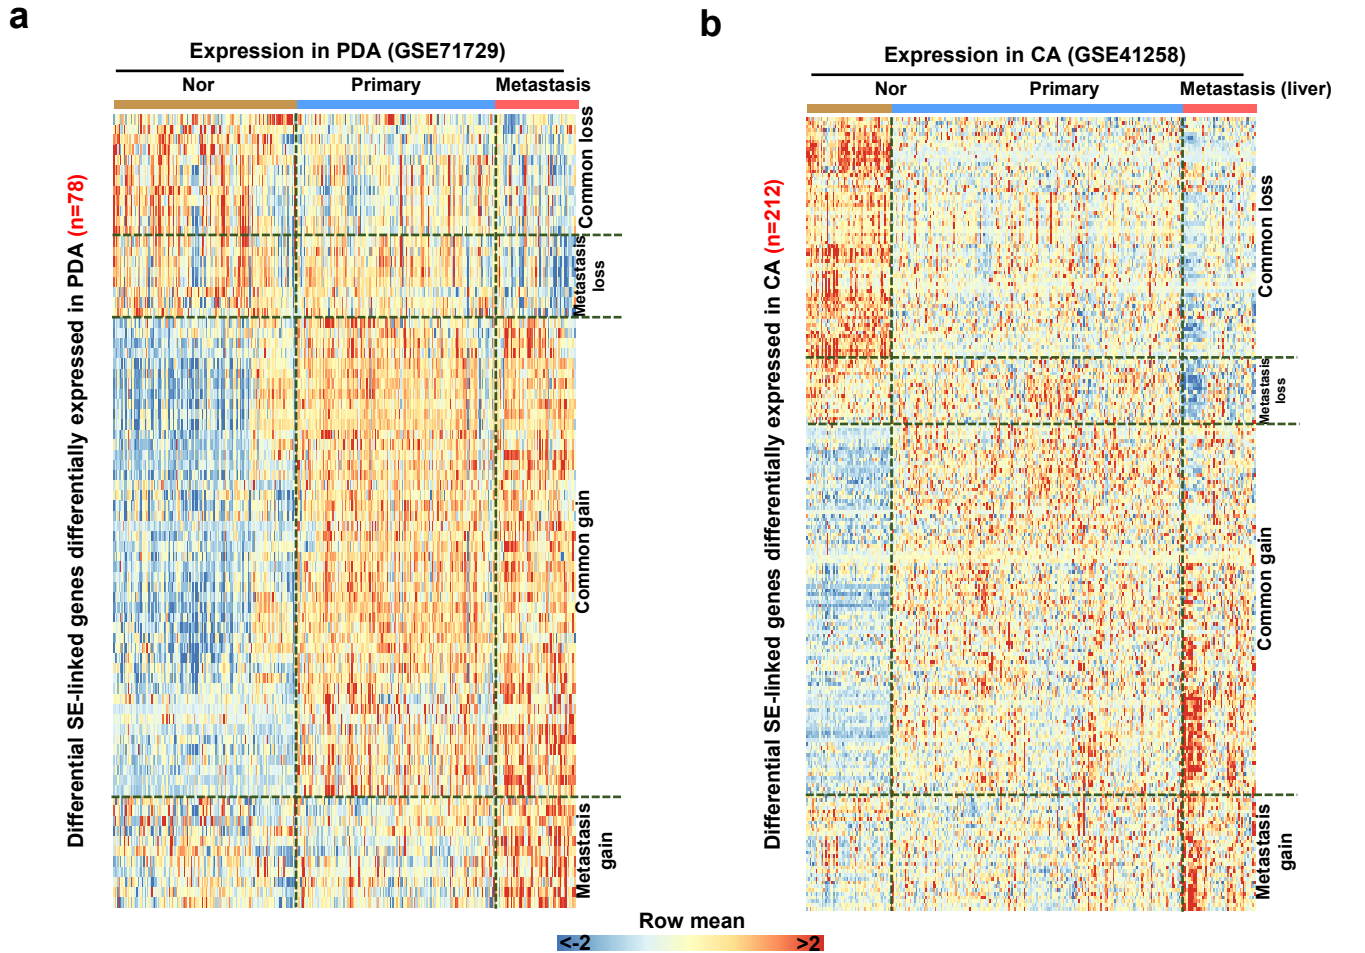 a
Expression in PDA (GSE71729)
Nor
Primary
Metastasis
Differential SE-linked genes differentially expressed in PDA (n=78)
Common loss
Metastasis
loss
Common gain
Metastasis
gain
b
Expression in CA (GSE41258)
Nor
Primary
Metastasis (liver)
Differential SE-linked genes differentially expressed in CA (n=212)
Common loss
Metastasis
loss
Common gain
Metastasis
gain
Row mean
<-2
>2